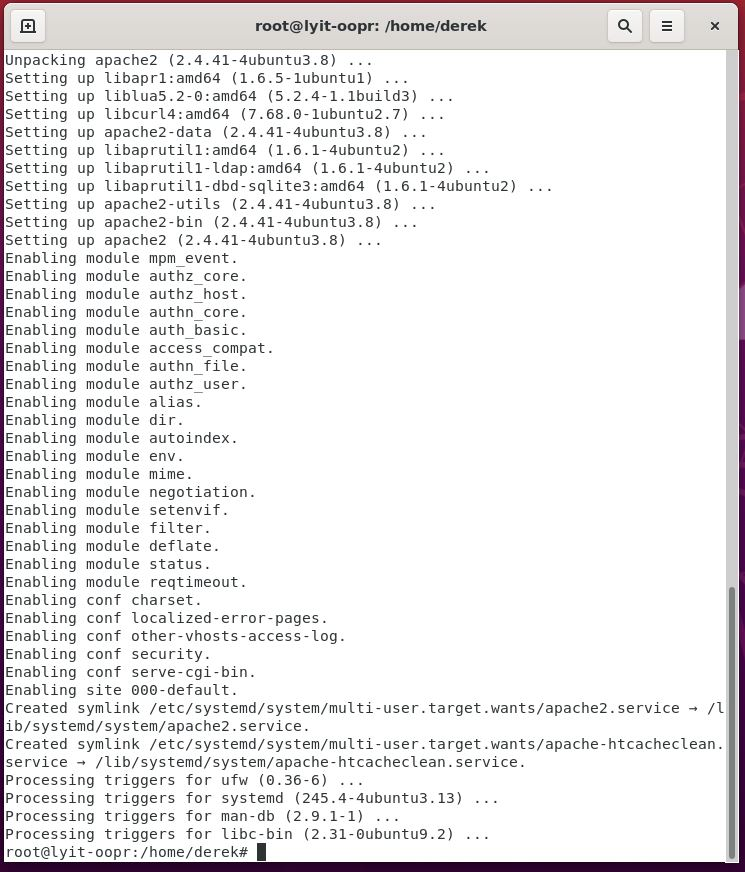 root@lyit-oopr: /home/derek
Unpacking apache2 (2.4.41-4ubuntu3.8) ...
Setting up libapr1:amd64 (1.6.5-1ubuntu1) ...
Setting up liblua5.2-0:amd64 (5.2.4-1.1build3) ...
Setting up libcurl4:amd64 (7.68.0-1ubuntu2.7) ...
Setting up apache2-data (2.4.41-4ubuntu3.8) ...
Setting up libaprutil1:amd64 (1.6.1-4ubuntu2) ...
Setting up libaprutil1-ldap:amd64 (1.6.1-4ubuntu2) ...
Setting up libaprutil1-dbd-sqlite3:amd64 (1.6.1-4ubuntu2) ...
Setting up apache2-utils (2.4.41-4ubuntu3.8) ...
Setting up apache2-bin (2.4.41-4ubuntu3.8) ...
Setting up apache2 (2.4.41-4ubuntu3.8) ...
Enabling module mpm_event.
Enabling module authz_core.
Enabling module authz_host.
Enabling module authn_core.
Enabling module auth_basic.
Enabling module access_compat.
Enabling module authn_file.
Enabling module authz_user.
Enabling module alias.
Enabling module dir.
Enabling module autoindex.
Enabling module env.
Enabling module mime.
Enabling module negotiation.
Enabling module setenvif.
Enabling module filter.
Enabling module deflate.
Enabling module status.
Enabling module reqtimeout.
Enabling conf charset.
Enabling conf localized-error-pages.
Enabling conf other-vhosts-access-log.
Enabling conf security.
Enabling conf serve-cgi-bin.
Enabling site 000-default.
Created symlink /etc/systemd/system/multi-user.target.wants/apache2.service → /l
ib/systemd/system/apache2.service.
Created symlink /etc/systemd/system/multi-user.target.wants/apache-htcacheclean.
service → /lib/systemd/system/apache-htcacheclean.service.
Processing triggers for ufw (0.36-6) ...
Processing triggers for systemd (245.4-4ubuntu3.13) ...
Processing triggers for man-db (2.9.1-1) ...
Processing triggers for libc-bin (2.31-0ubuntu9.2) ...
root@lyit-oopr:/home/derek#